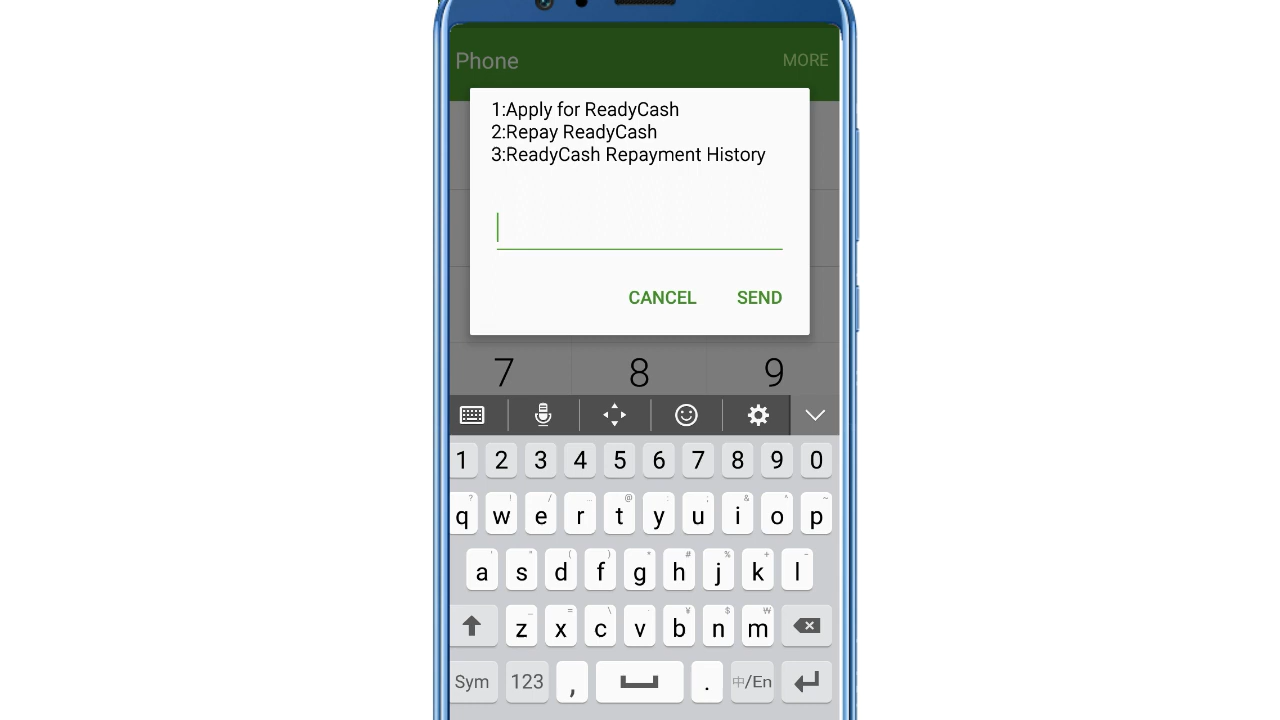 Phone MORE
1:Apply for ReadyCash
2:Repay ReadyCash
3:ReadyCash Repayment History
CANCEL SEND
7 8 9
1 2 3 4 5 6 7 8 9 0
q w e r t y u i o p
a s d f g h j k l
z x c v b n m
Sym 123 , . 中/En